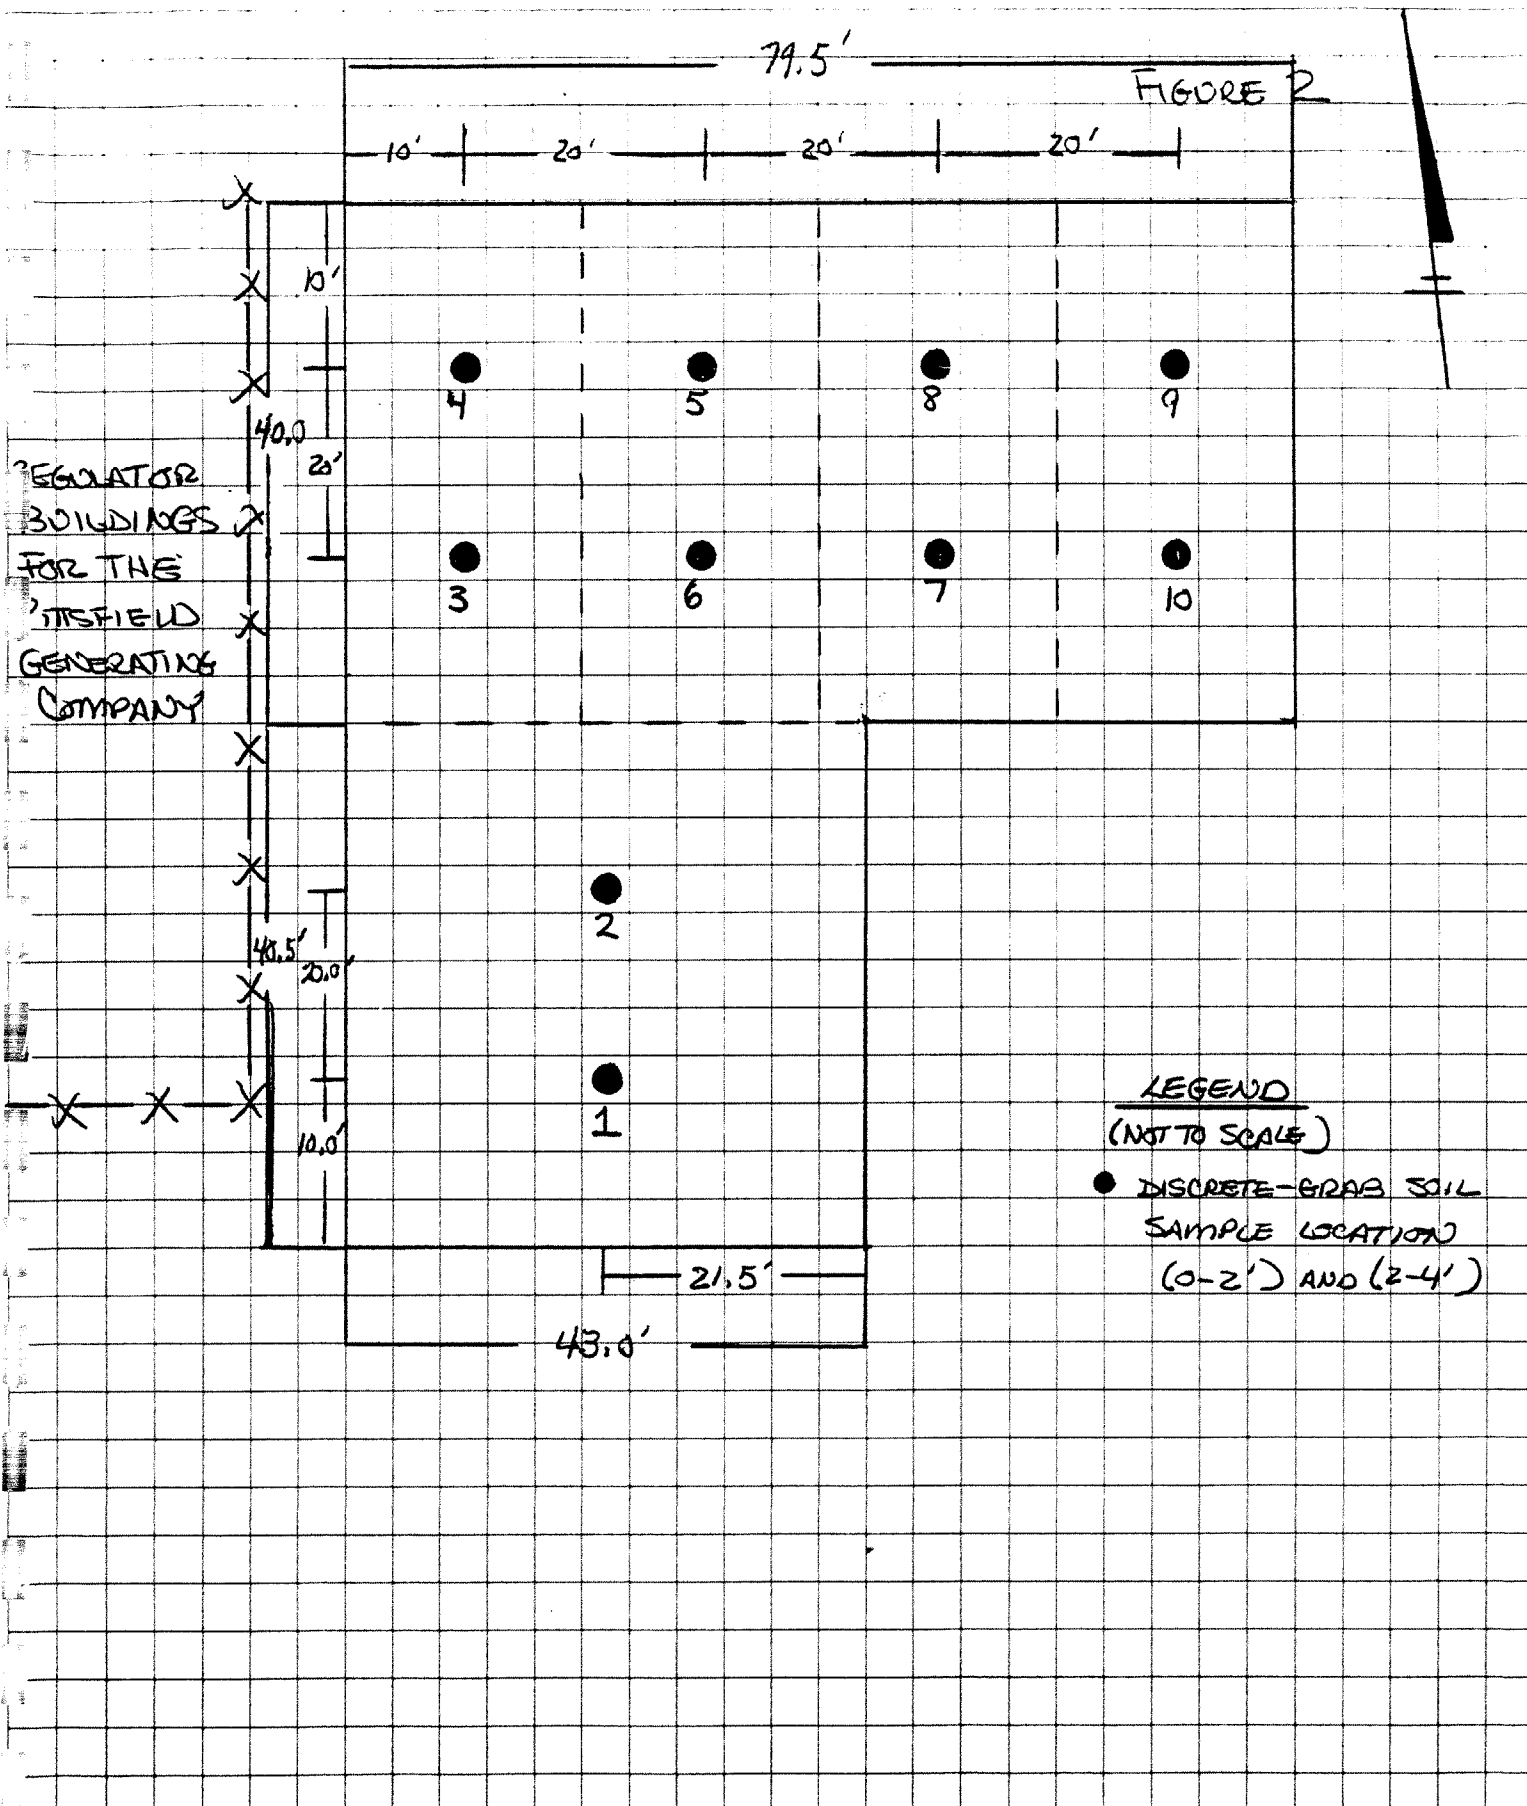 79.5'
FIGURE 2
10' 20' 20' 20'
10'
4 5 8 9
40.0
20'
EGULATOR
BUILDINGS
FOR THE
ITTSFIELD
GENERATING
COMPANY
3 6 7 10
2
40.5'
20.0'
1
10.0'
21.5'
43.0'
LEGEND
(NOT TO SCALE)
DISCRETE-GRAB SOIL
SAMPLE LOCATION
(0-2') AND (2-4')